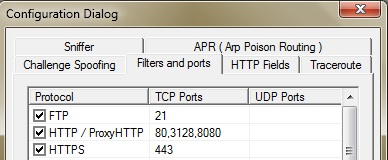 Configuration Dialog
Sniffer APR ( Arp Poison Routing )
Challenge Spoofing Filters and ports HTTP Fields Traceroute
Protocol TCP Ports UDP Ports
FTP 21
HTTP / ProxyHTTP 80,3128,8080
HTTPS 443